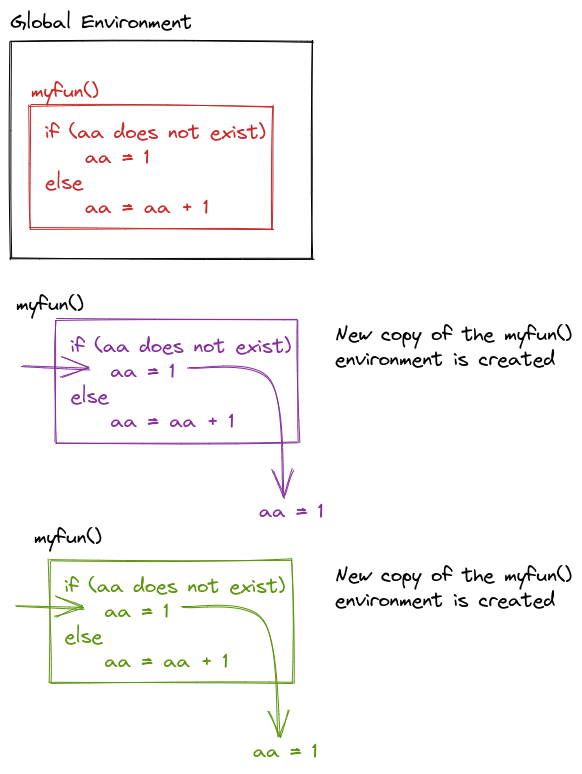 Global Environment
myfun()
if (aa does not exist)
aa = 1
else
aa = aa + 1
myfun()
if (aa does not exist)
aa = 1
else
aa = aa + 1
New copy of the myfun()
environment is created
aa = 1
myfun()
if (aa does not exist)
aa = 1
else
aa = aa + 1
New copy of the myfun()
environment is created
aa = 1